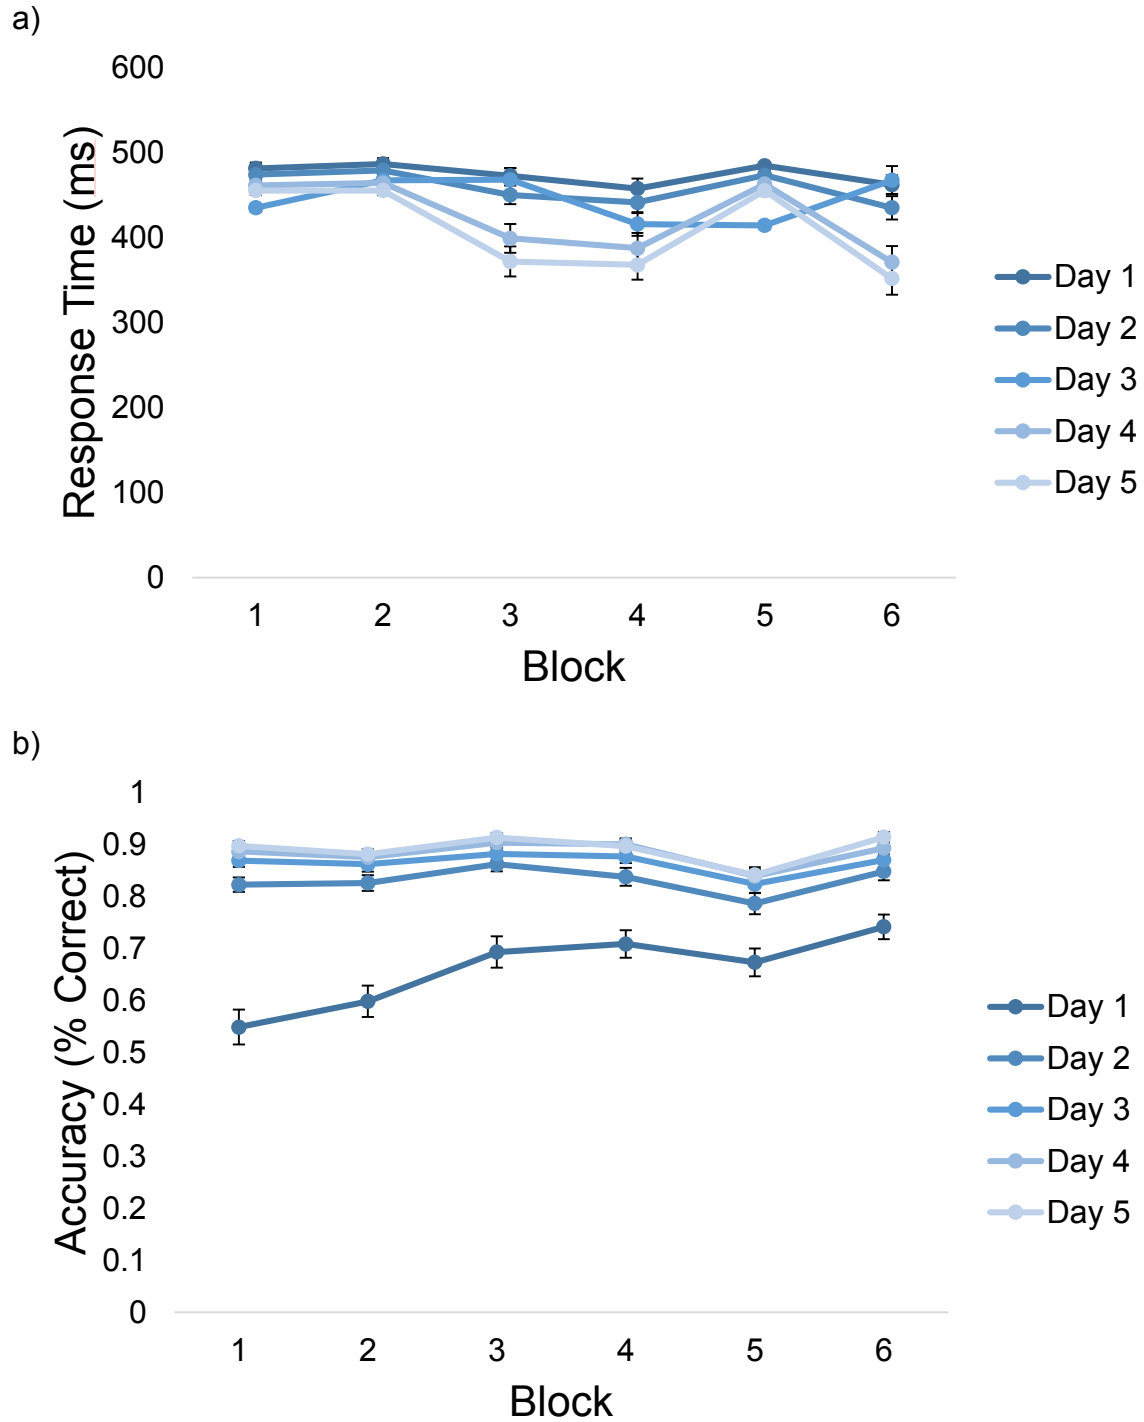 a)
600
500
400
300
200
100
0
Response Time (ms)
1 2 3 4 5 6
Block
Day 1
Day 2
Day 3
Day 4
Day 5
b)
1
0.9
0.8
0.7
0.6
0.5
0.4
0.3
0.2
0.1
0
Accuracy (% Correct)
1 2 3 4 5 6
Block
Day 1
Day 2
Day 3
Day 4
Day 5